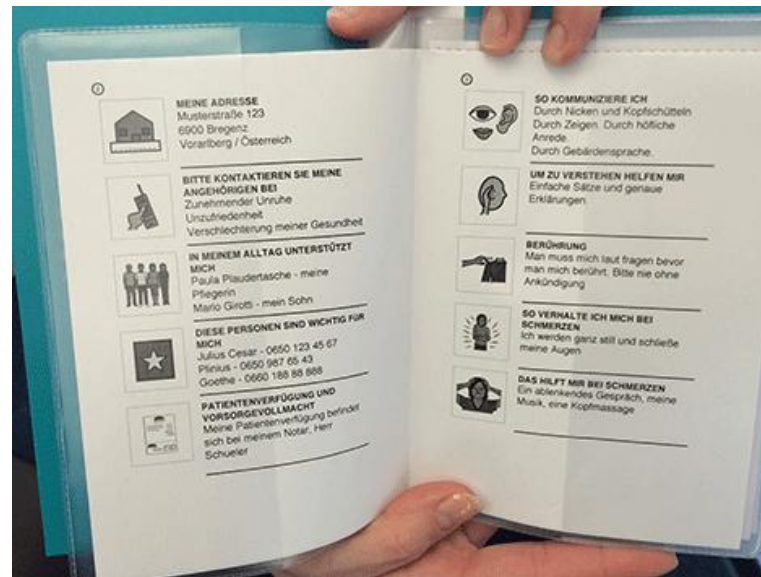 MEINE ADRESSE
Musterstraße 123
6900 Bregenz
Vorarlberg / Österreich
BITTE KONTAKTIEREN SIE MEINE
ANGEHÖRIGEN BEI
Zunehmender Unruhe
Unzufriedenheit
Verschlechterung meiner Gesundheit
IN MEINEM ALLTAG UNTERSTÜTZT
MICH
Paula Plaudertasche - meine
Pflegerin
Mario Girotti - mein Sohn
DIESE PERSONEN SIND WICHTIG FÜR
MICH
Julius Cesar - 0650 123 45 67
Plinius - 0650 987 65 43
Goethe - 0660 188 88 888
PATIENTENVERFÜGUNG UND
VORSORGEVOLLMACHT
Meine Patientenverfügung befindet
sich bei meinem Notar, Herr
Schueler
SO KOMMUNIZIERE ICH
Durch Nicken und Kopfschütteln
Durch Zeigen. Durch höfliche
Anrede.
Durch Gebärdensprache.
UM ZU VERSTEHEN HELFEN MIR
Einfache Sätze und genaue
Erklärungen
BERÜHRUNG
Man muss mich laut fragen bevor
man mich berührt. Bitte nie ohne
Ankündigung
SO VERHALTE ICH MICH BEI
SCHMERZEN
Ich werden ganz still und schließe
meine Augen
DAS HILFT MIR BEI SCHMERZEN
Ein ablenkendes Gespräch, meine
Musik, eine Kopfmassage